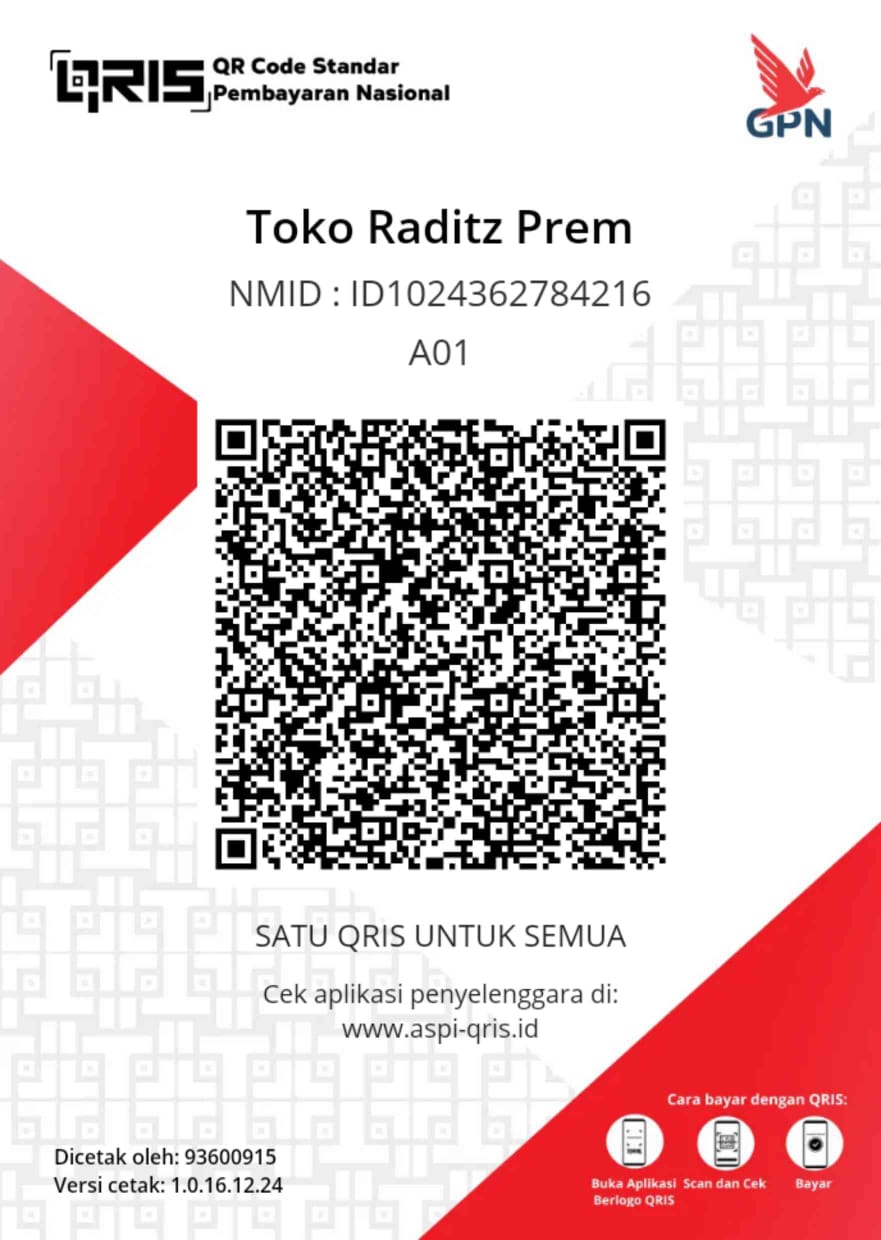 QRIS
QR Code Standar
Pembayaran Nasional
GPN
Toko Raditz Prem
NMID : ID1024362784216
A01
SATU QRIS UNTUK SEMUA
Cek aplikasi penyelenggara di:
www.aspi-qris.id
Dicetak oleh: 93600915
Versi cetak: 1.0.16.12.24
Cara bayar dengan QRIS:
Buka Aplikasi
Berlogo QRIS
Scan dan Cek
Bayar